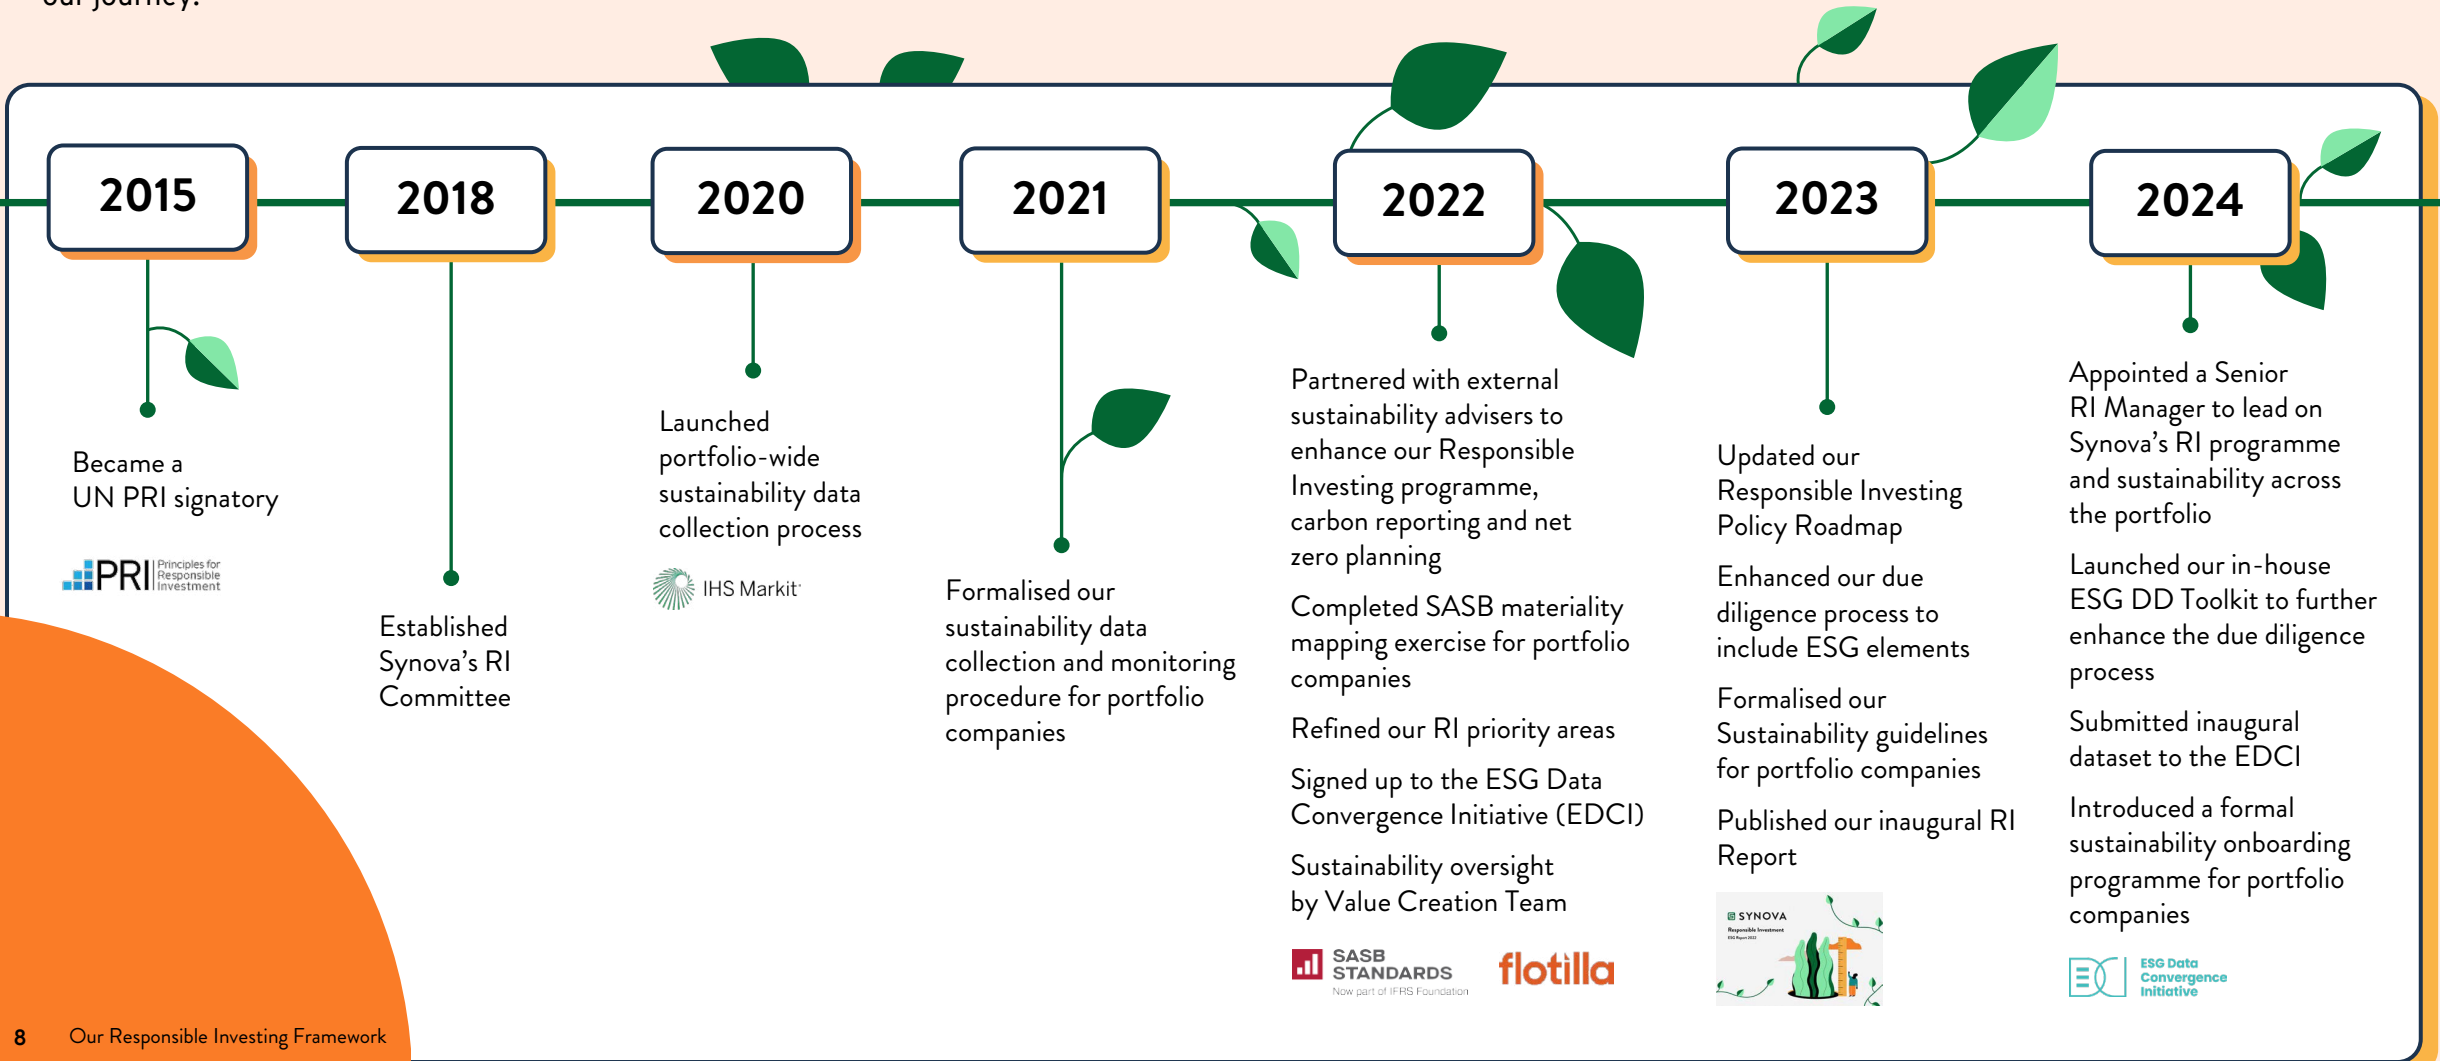 our journey.
2015
Became a
UN PRI signatory
PRI Principles for
Responsible
Investment
2018
Established
Synova’s RI
Committee
2020
Launched
portfolio-wide
sustainability data
collection process
IHS Markit
2021
Formalised our
sustainability data
collection and monitoring
procedure for portfolio
companies
2022
Partnered with external
sustainability advisers to
enhance our Responsible
Investing programme,
carbon reporting and net
zero planning
Completed SASB materiality
mapping exercise for portfolio
companies
Refined our RI priority areas
Signed up to the ESG Data
Convergence Initiative (EDCI)
Sustainability oversight
by Value Creation Team
SASB
STANDARDS
Now part of IFRS Foundation
flotilla
2023
Updated our
Responsible Investing
Policy Roadmap
Enhanced our due
diligence process to
include ESG elements
Formalised our
Sustainability guidelines
for portfolio companies
Published our inaugural RI
Report
SYNOVA
Responsible Investment
ESG Report 2022
2024
Appointed a Senior
RI Manager to lead on
Synova’s RI programme
and sustainability across
the portfolio
Launched our in-house
ESG DD Toolkit to further
enhance the due diligence
process
Submitted inaugural
dataset to the EDCI
Introduced a formal
sustainability onboarding
programme for portfolio
companies
ESG Data
Convergence
Initiative
8 Our Responsible Investing Framework